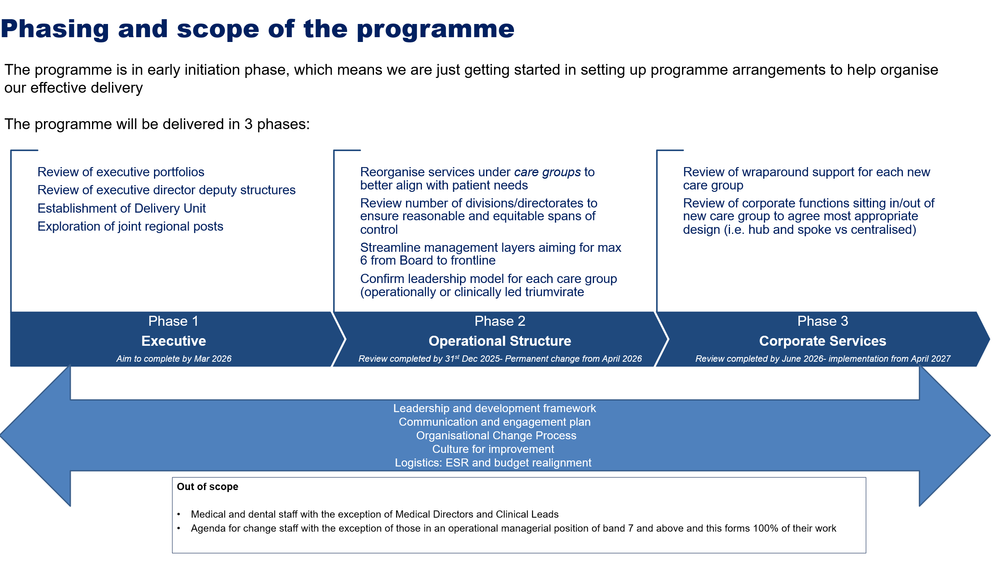 Phasing and scope of the programme
The programme is in early initiation phase, which means we are just getting started in setting up programme arrangements to help organise
our effective delivery
The programme will be delivered in 3 phases:
Review of executive portfolios
Review of executive director deputy structures
Establishment of Delivery Unit
Exploration of joint regional posts
Reorganise services under care groups to
better align with patient needs
Review number of divisions/directorates to
ensure reasonable and equitable spans of
control
Streamline management layers aiming for max
6 from Board to frontline
Confirm leadership model for each care group
(operationally or clinically led triumvirate
Review of wraparound support for each new
care group
Review of corporate functions sitting in/out of
new care group to agree most appropriate
design (i.e. hub and spoke vs centralised)
Phase 1
Executive
Aim to complete by Mar 2026
Phase 2
Operational Structure
Review completed by 31st Dec 2025- Permanent change from April 2026
Phase 3
Corporate Services
Review completed by June 2026- implementation from April 2027
Leadership and development framework
Communication and engagement plan
Organisational Change Process
Culture for improvement
Logistics: ESR and budget realignment
Out of scope
• Medical and dental staff with the exception of Medical Directors and Clinical Leads
• Agenda for change staff with the exception of those in an operational managerial position of band 7 and above and this forms 100% of their work